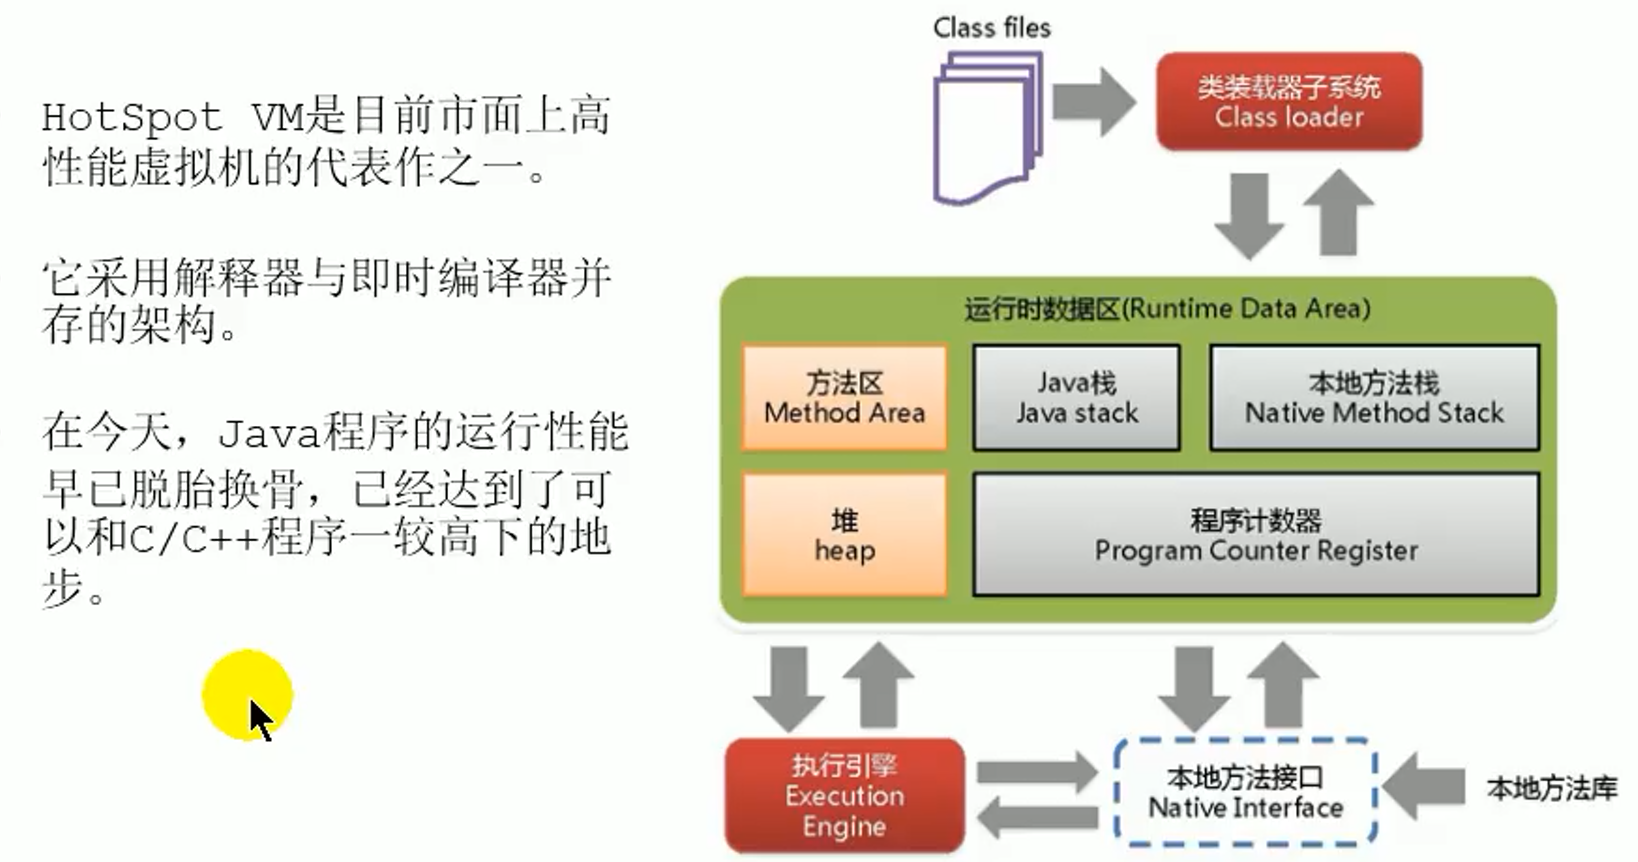 HotSpot VM是目前市面上高
性能虚拟机的代表作之一。
它采用解释器与即时编译器并
存的架构。
在今天，Java程序的运行性能
早已脱胎换骨，已经达到了可
以和C/C++程序一较高下的地
步。
Class files
类装载器子系统
Class loader
运行时数据区(Runtime Data Area)
方法区
Method Area
Java栈
Java stack
本地方法栈
Native Method Stack
堆
heap
程序计数器
Program Counter Register
执行引擎
Execution
Engine
本地方法接口
Native Interface
本地方法库